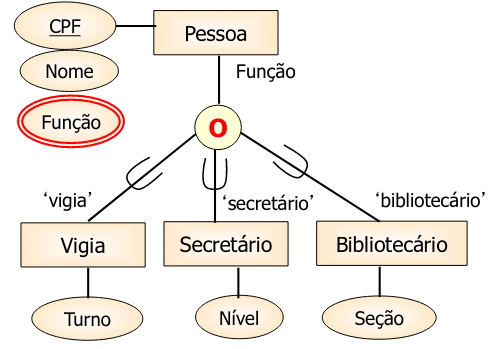 CPF
Pessoa
Nome
Função
Função
O
'vigia'
'secretário'
'bibliotecário'
Vigia
Secretário
Bibliotecário
Turno
Nível
Seção